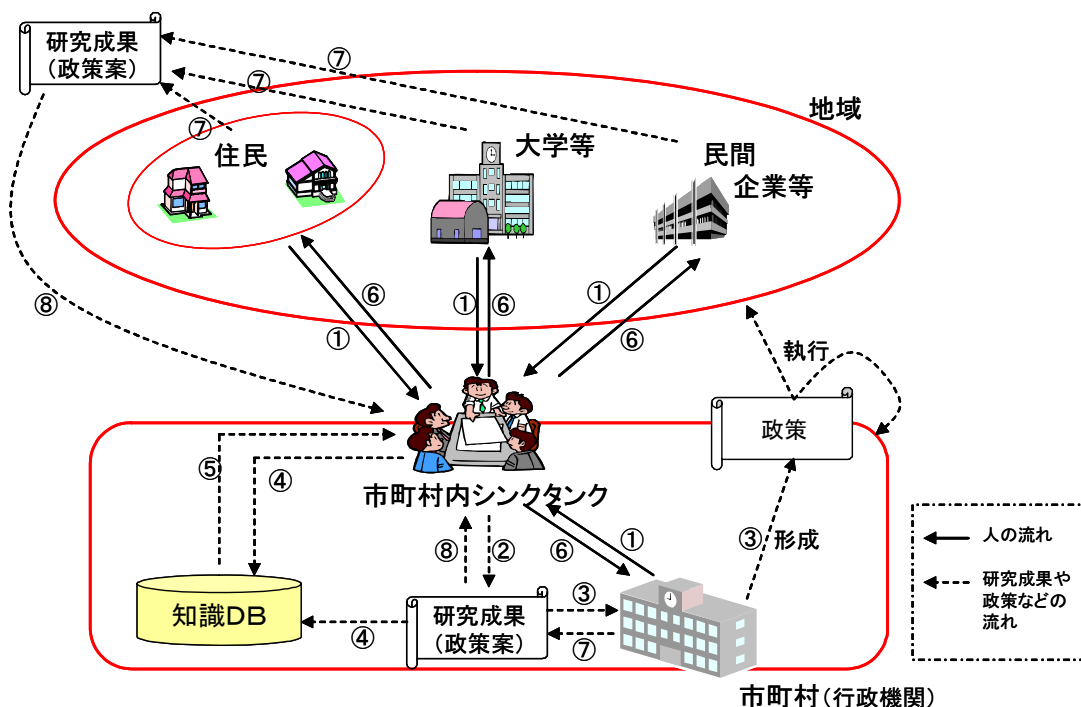 研究成果
(政策案)
⑦
⑦
⑦
地域
住民
大学等
民間
企業等
⑧
⑥
①
①
⑥
①
⑥
執行
政策
⑤
④
市町村内シンクタンク
⑧
②
⑥
①
③
形成
人の流れ
研究成果や
政策などの
流れ
知識DB
④
研究成果
(政策案)
③
⑦
市町村(行政機関)